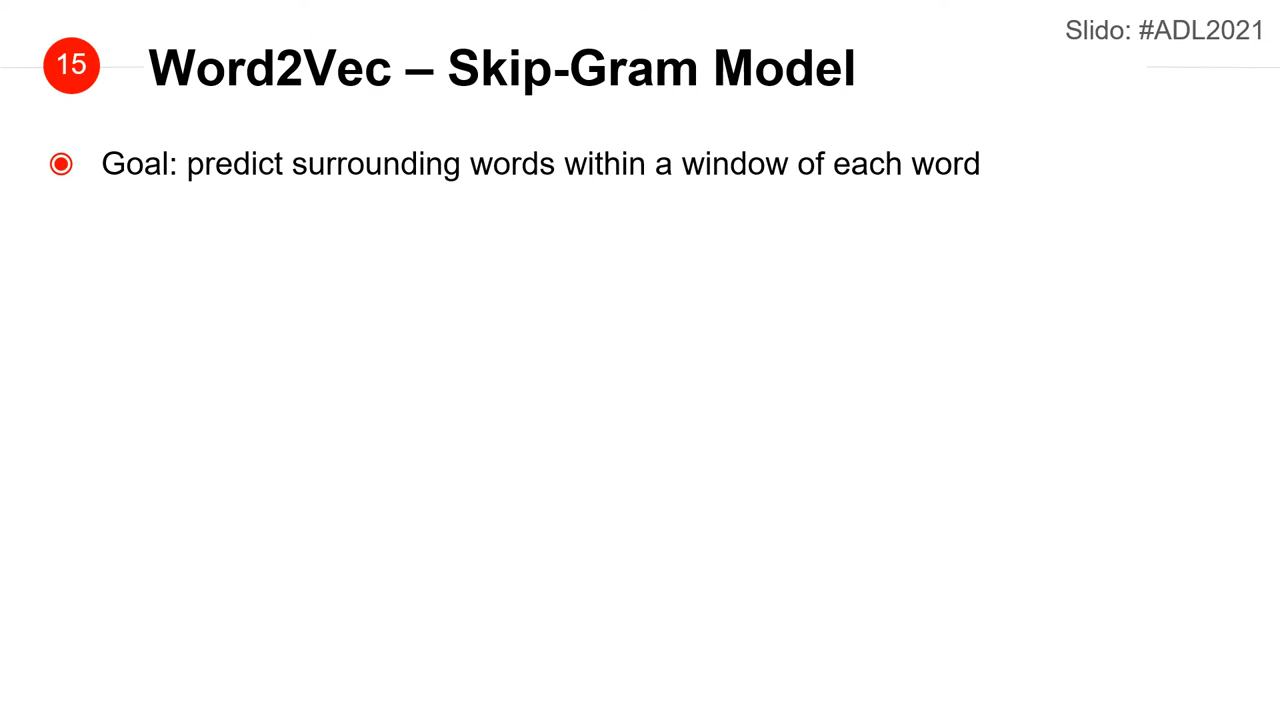 Slido: #ADL2021
15
Word2Vec – Skip-Gram Model
Goal: predict surrounding words within a window of each word